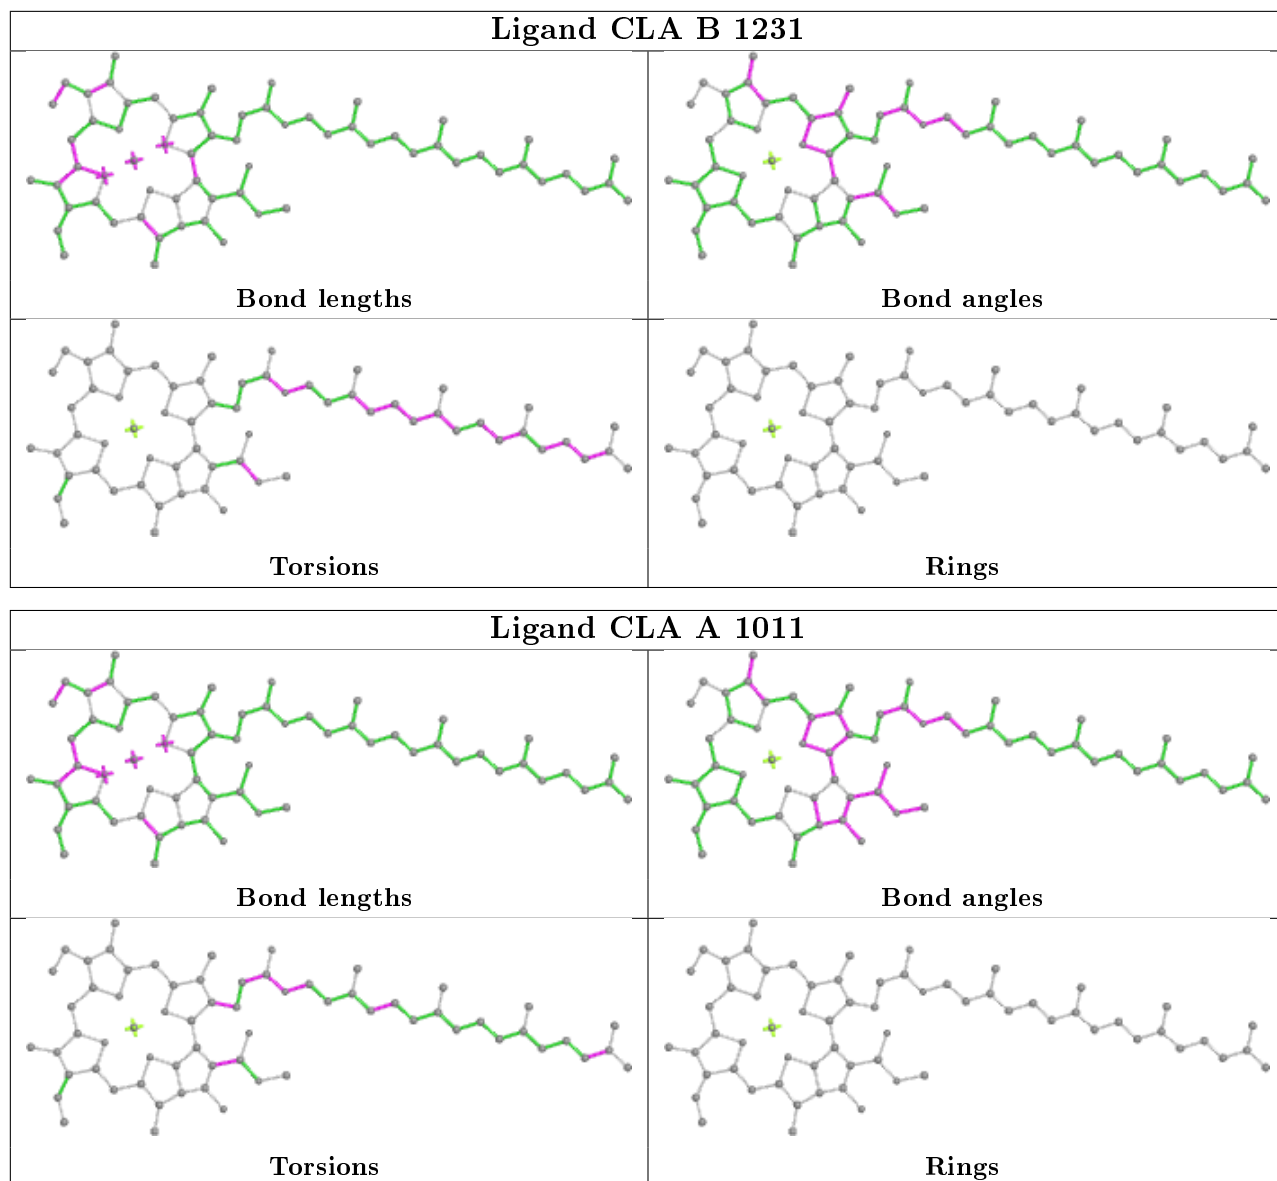 Ligand CLA B 1231
Bond lengths
Bond angles
Torsions
Rings
Ligand CLA A 1011
Bond lengths
Bond angles
Torsions
Rings